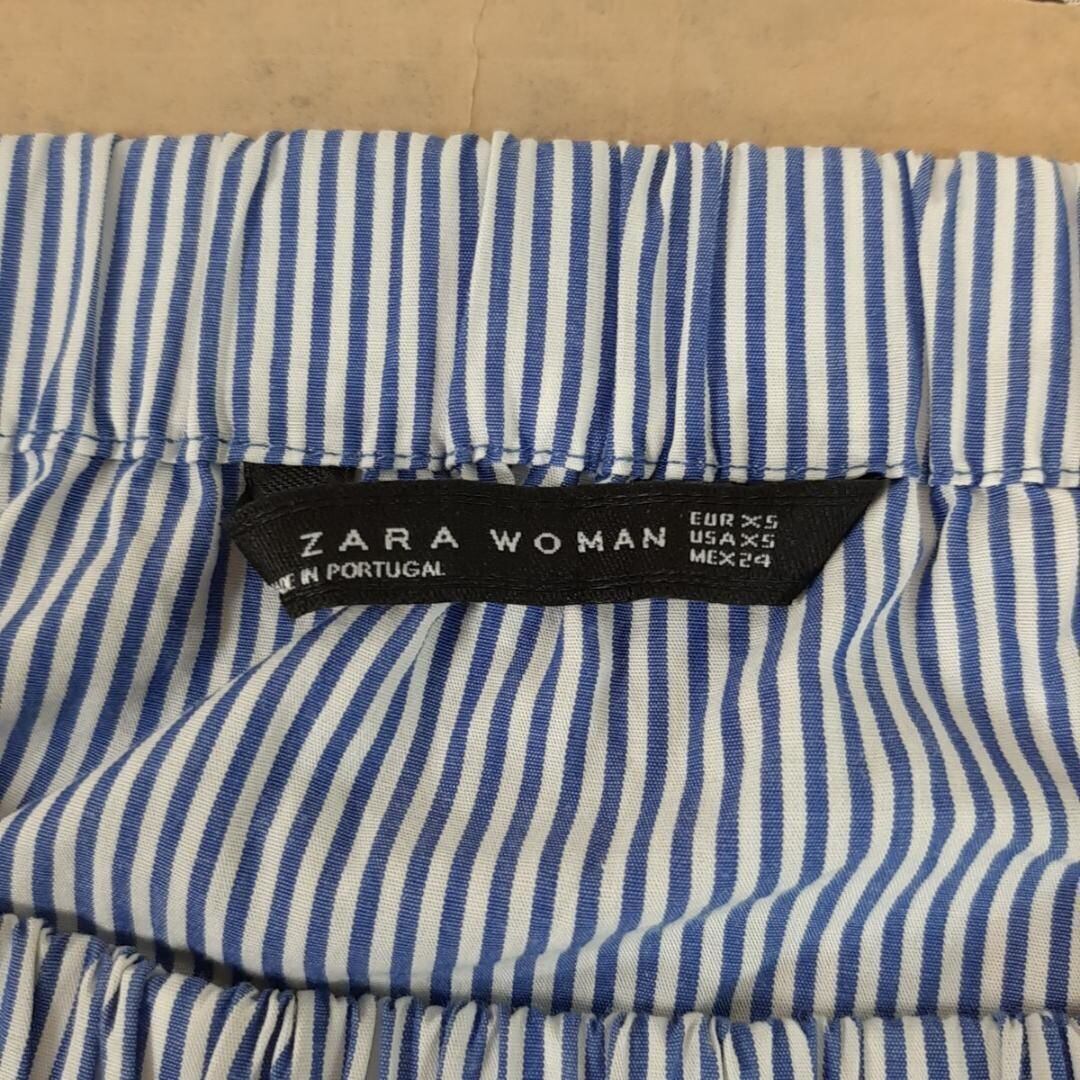 ZARA WOMAN
EUR XS
USA XS
MEX 24
IN PORTUGAL